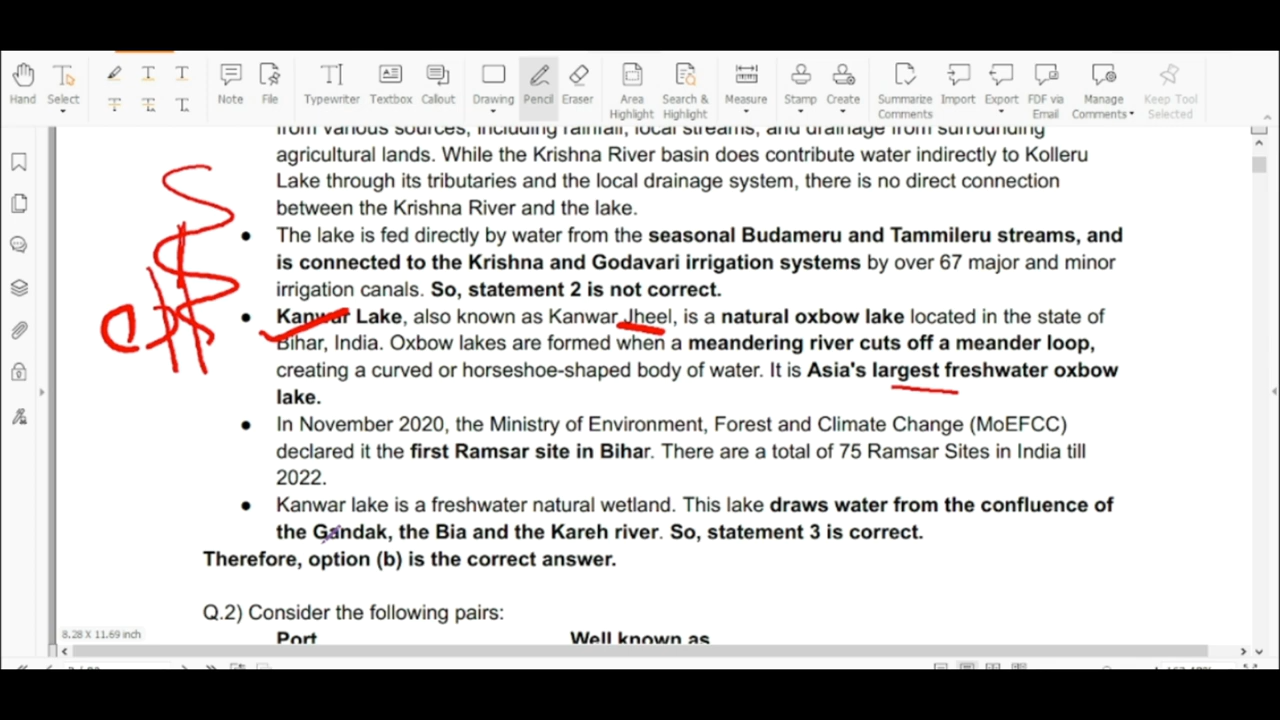 Hand
Select
Note
File
Typewriter
Textbox
Callout
Drawing
Pencil
Eraser
Area
Highlight
Search &
Highlight
Measure
Stamp
Create
Summarize
Comments
Import
Export
FDF via
Email
Manage
Comments
Keep Tool
Selected
from various sources, including rainfall, local streams, and drainage from surrounding
agricultural lands. While the Krishna River basin does contribute water indirectly to Kolleru
Lake through its tributaries and the local drainage system, there is no direct connection
between the Krishna River and the lake.
● The lake is fed directly by water from the seasonal Budameru and Tammileru streams, and
is connected to the Krishna and Godavari irrigation systems by over 67 major and minor
irrigation canals. So, statement 2 is not correct.
● Kanwar Lake, also known as Kanwar Jheel, is a natural oxbow lake located in the state of
Bihar, India. Oxbow lakes are formed when a meandering river cuts off a meander loop,
creating a curved or horseshoe-shaped body of water. It is Asia's largest freshwater oxbow
lake.
● In November 2020, the Ministry of Environment, Forest and Climate Change (MoEFCC)
declared it the first Ramsar site in Bihar. There are a total of 75 Ramsar Sites in India till
2022.
● Kanwar lake is a freshwater natural wetland. This lake draws water from the confluence of
the Gandak, the Bia and the Kareh river. So, statement 3 is correct.
Therefore, option (b) is the correct answer.
Q.2) Consider the following pairs:
Port Well known as
8.28 X 11.69 inch